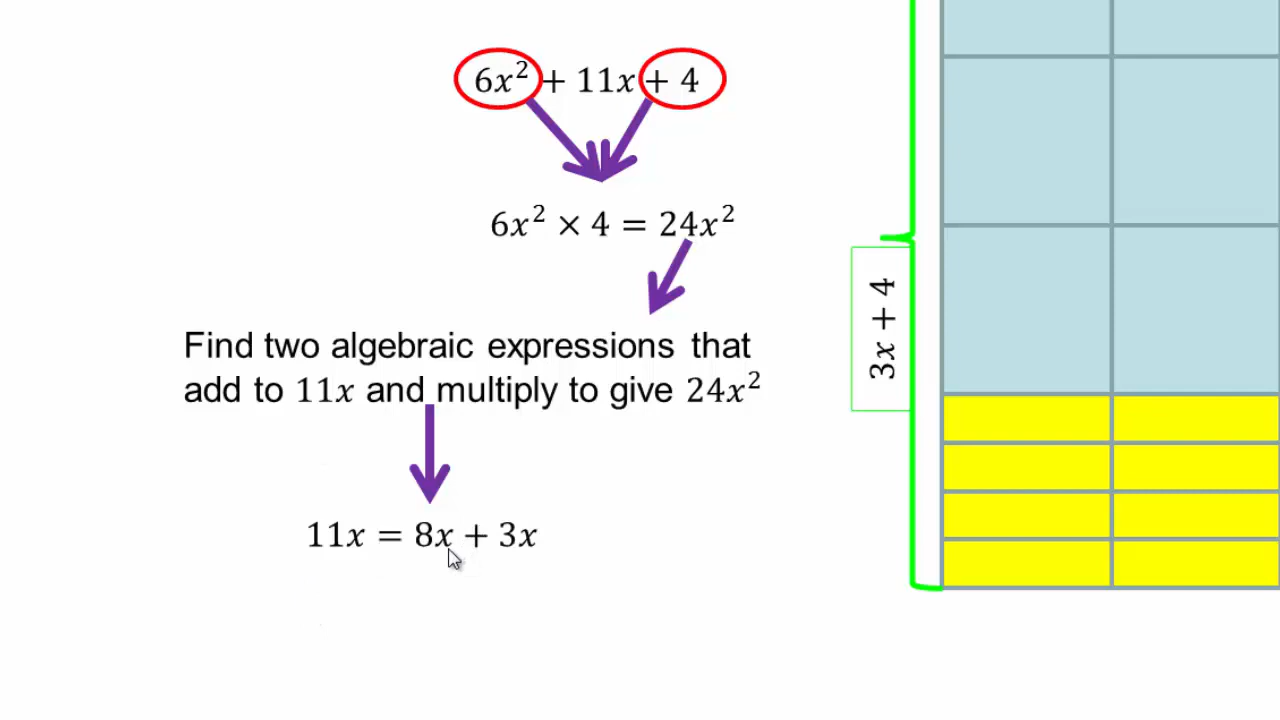 6x² + 11x + 4
6x² × 4 = 24x²
Find two algebraic expressions that
add to 11x and multiply to give 24x²
11x = 8x + 3x
3x + 4